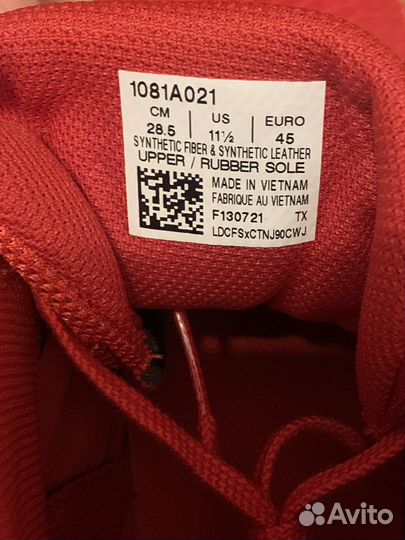 1081A021
CM | US | EURO
28.5 | 11½ | 45
SYNTHETIC FIBER & SYNTHETIC LEATHER
UPPER / RUBBER SOLE
MADE IN VIETNAM
FABRIQUE AU VIETNAM
F130721 TX
LDCFSxCTNJ90CWJ
Avito